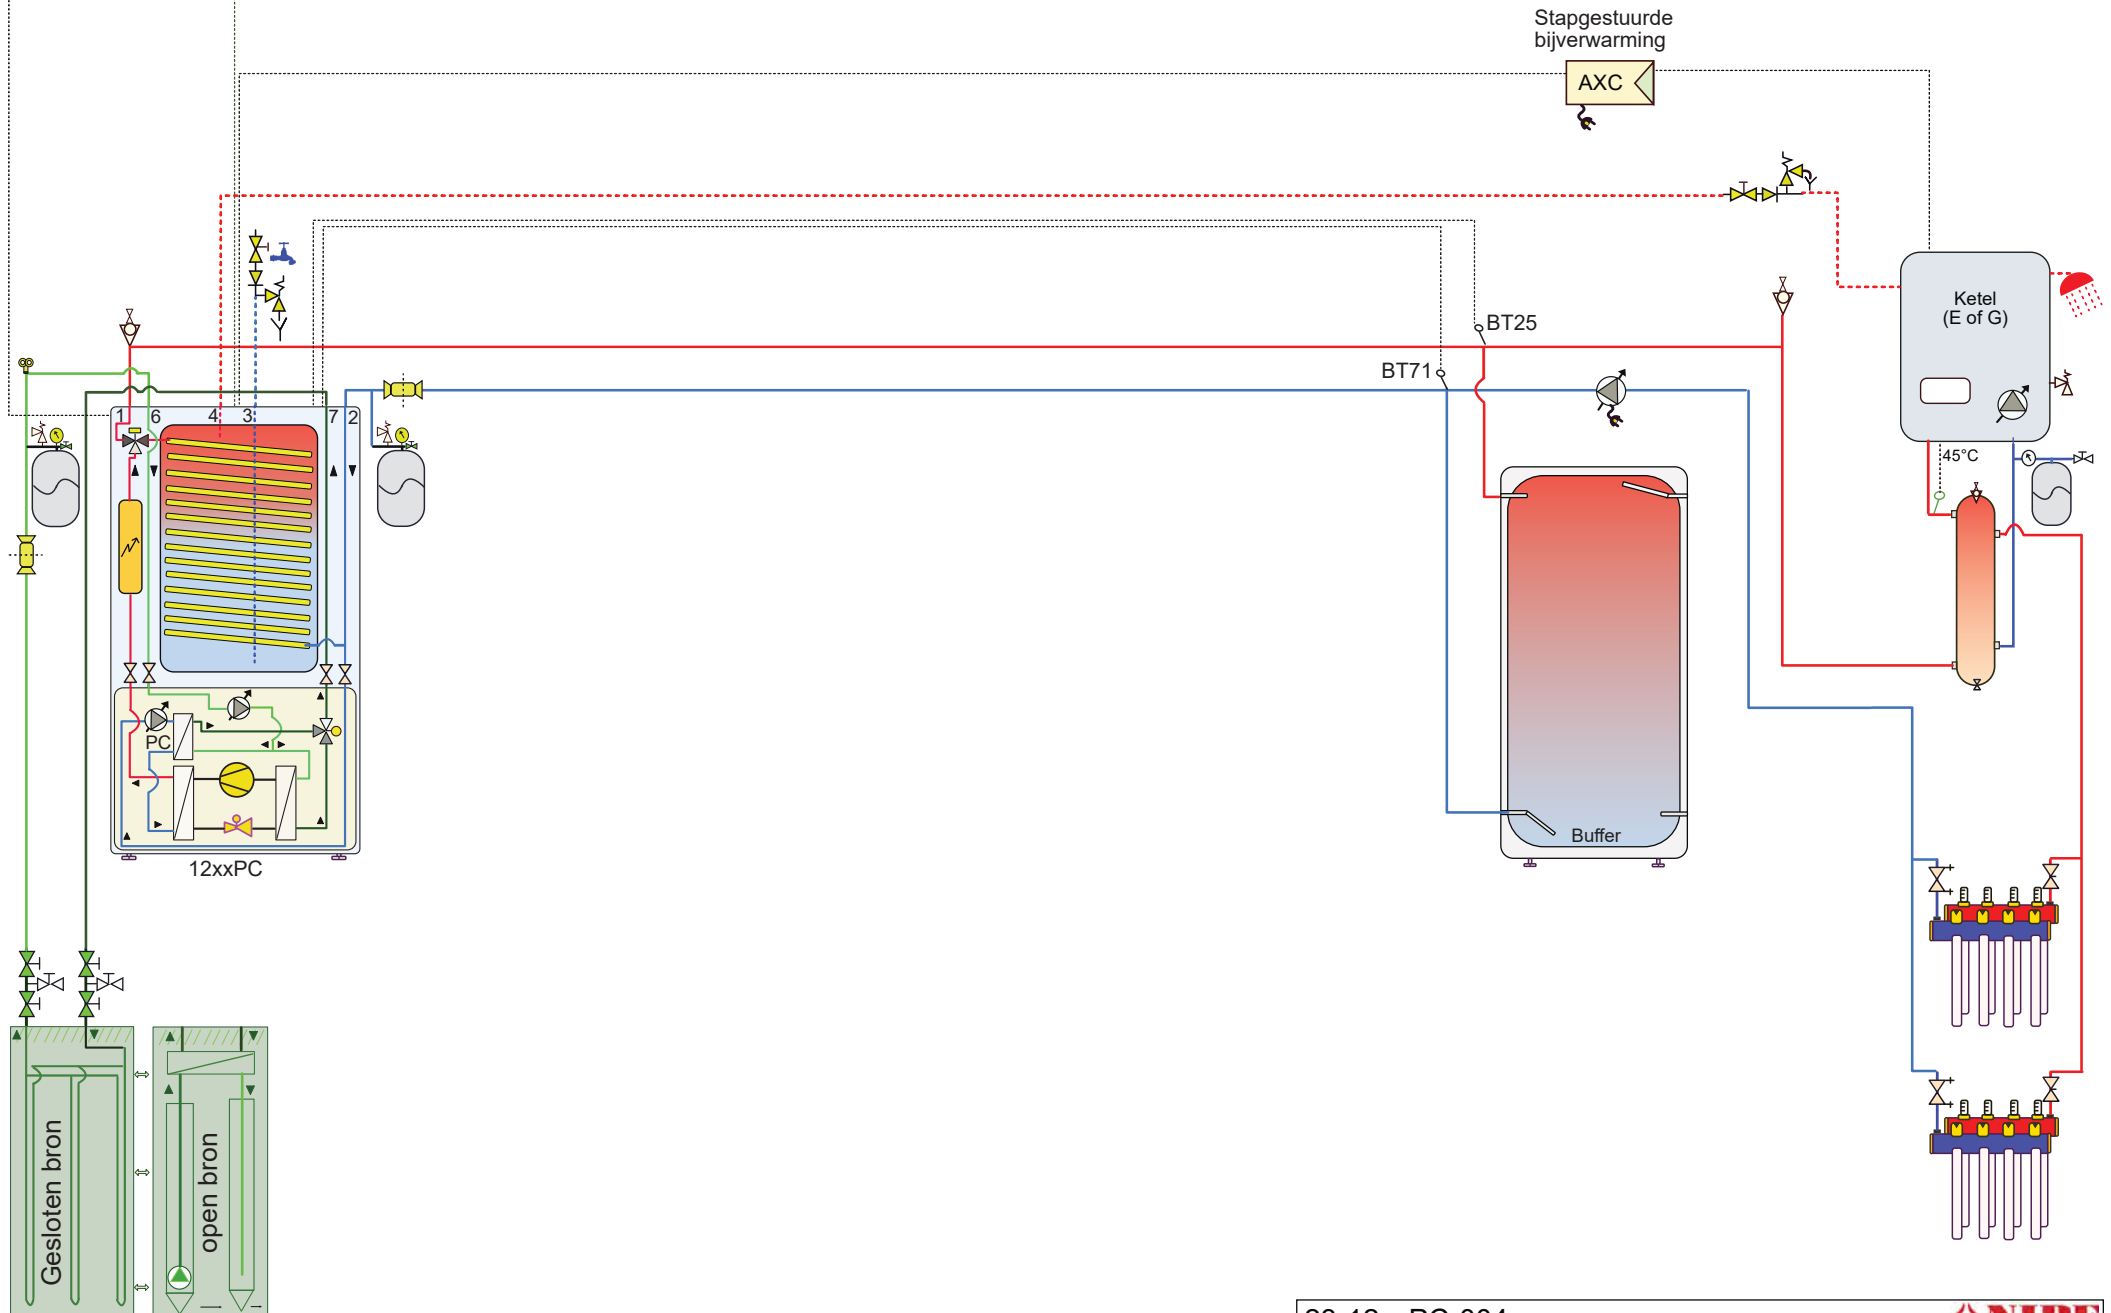 Stapgestuurde
bijverwarming
AXC
Ketel
(E of G)
BT25
BT71
1 6 4 3 7 2
45°C
PC
Buffer
12xxPC
Gesloten bron
open bron